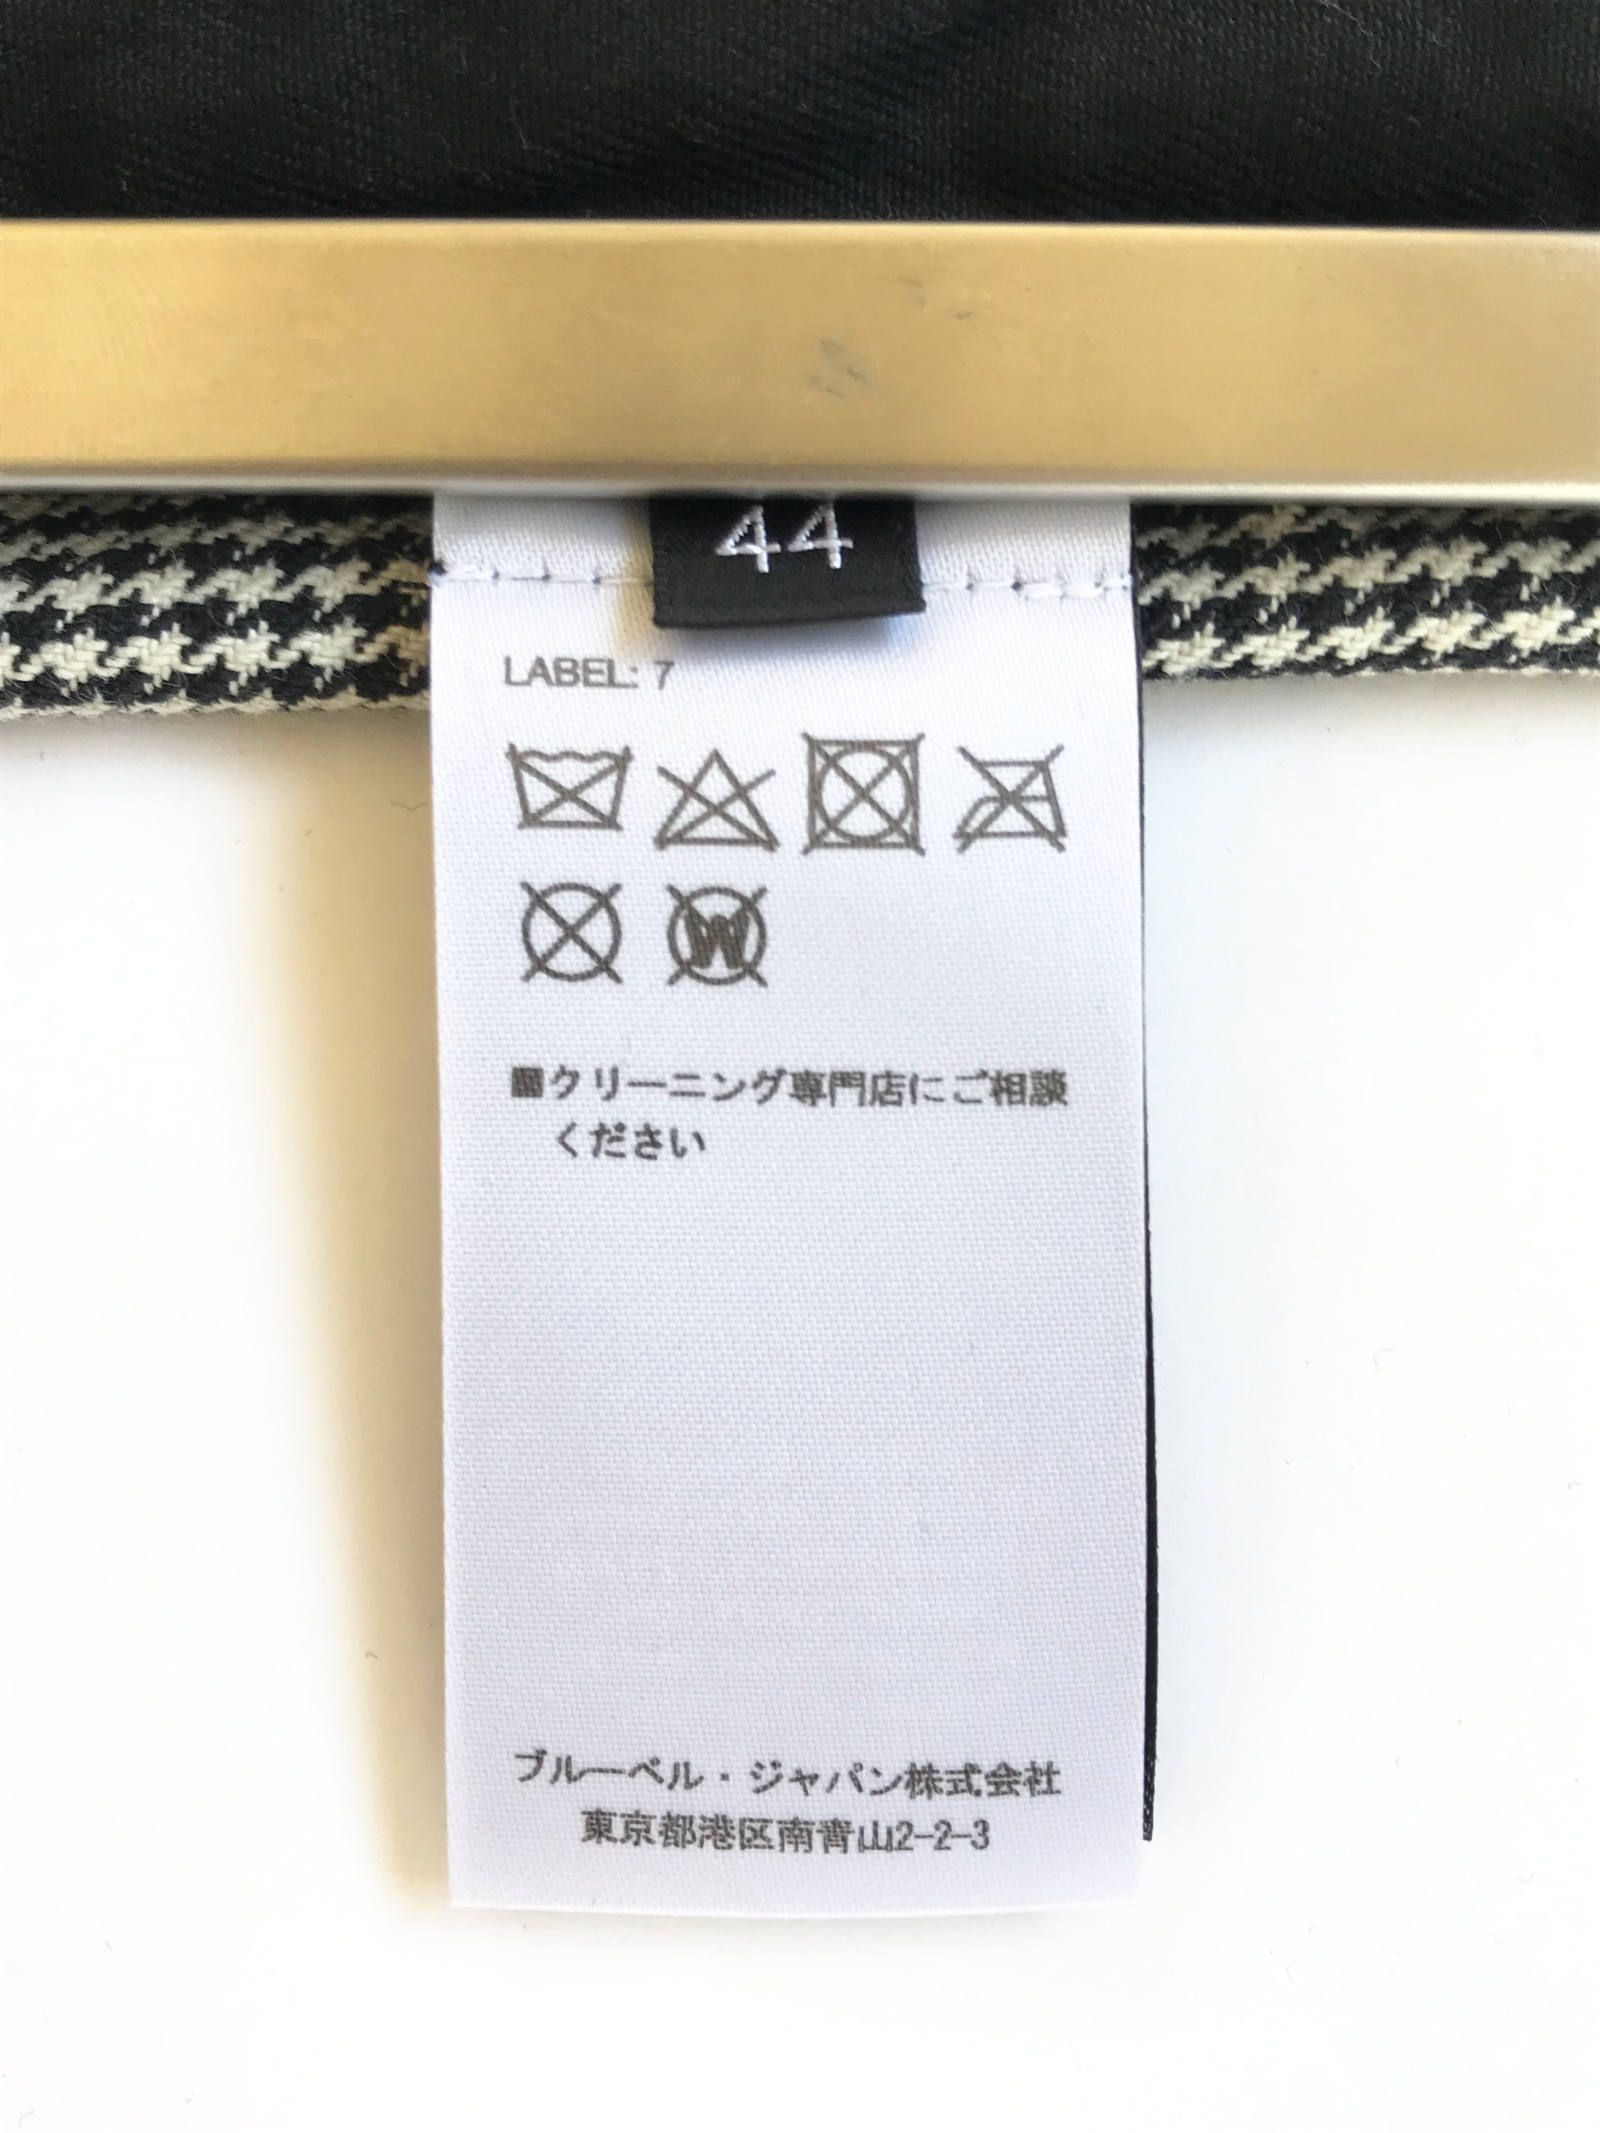 44
LABEL: 7
W
■クリーニング専門店にご相談
ください
ブルーベル・ジャパン株式会社
東京都港区南青山2-2-3